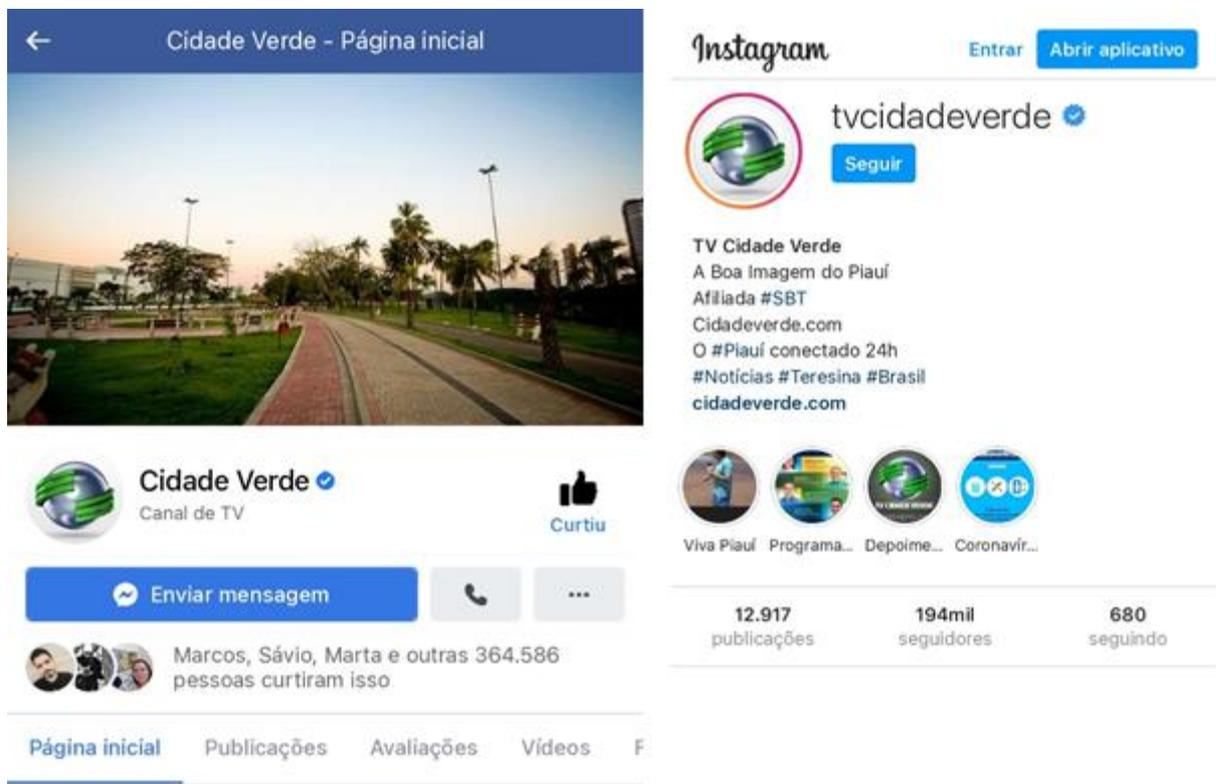 Cidade Verde - Página inicial
Cidade Verde
Canal de TV
Curtiu
Enviar mensagem
Marcos, Sávio, Marta e outras 364.586
pessoas curtiram isso
Página inicial Publicações Avaliações Vídeos F
Instagram
Entrar Abrir aplicativo
tvcidadeverde
Seguir
TV Cidade Verde
A Boa Imagem do Piauí
Afiliada #SBT
Cidadeverde.com
O #Piauí conectado 24h
#Notícias #Teresina #Brasil
cidadeverde.com
TV CIDADE VERDE
Viva Piauí Programa... Depoime... Coronavír...
12.917 194mil 680
publicações seguidores seguindo